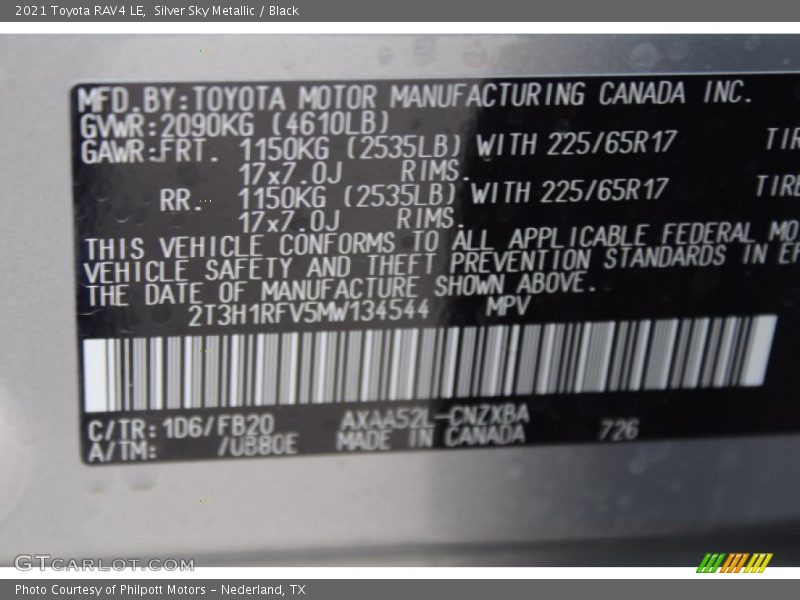 2021 Toyota RAV4 LE, Silver Sky Metallic / Black
MFD.BY:TOYOTA MOTOR MANUFACTURING CANADA INC.
GVWR:2090KG (4610LB)
GAWR:FRT. 1150KG (2535LB) WITH 225/65R17 TIR
17x7.0J RIMS.
RR. 1150KG (2535LB) WITH 225/65R17 TIRE
17x7.0J RIMS.
THIS VEHICLE CONFORMS TO ALL APPLICABLE FEDERAL MO
VEHICLE SAFETY AND THEFT PREVENTION STANDARDS IN EF
THE DATE OF MANUFACTURE SHOWN ABOVE.
2T3H1RFV5MW134544 MPV
C/TR: 1D6/FB20 AXAA52L-CNZXBA 726
A/TM: /UB80E MADE IN CANADA
GTCARLOT.COM
Photo Courtesy of Philpott Motors - Nederland, TX